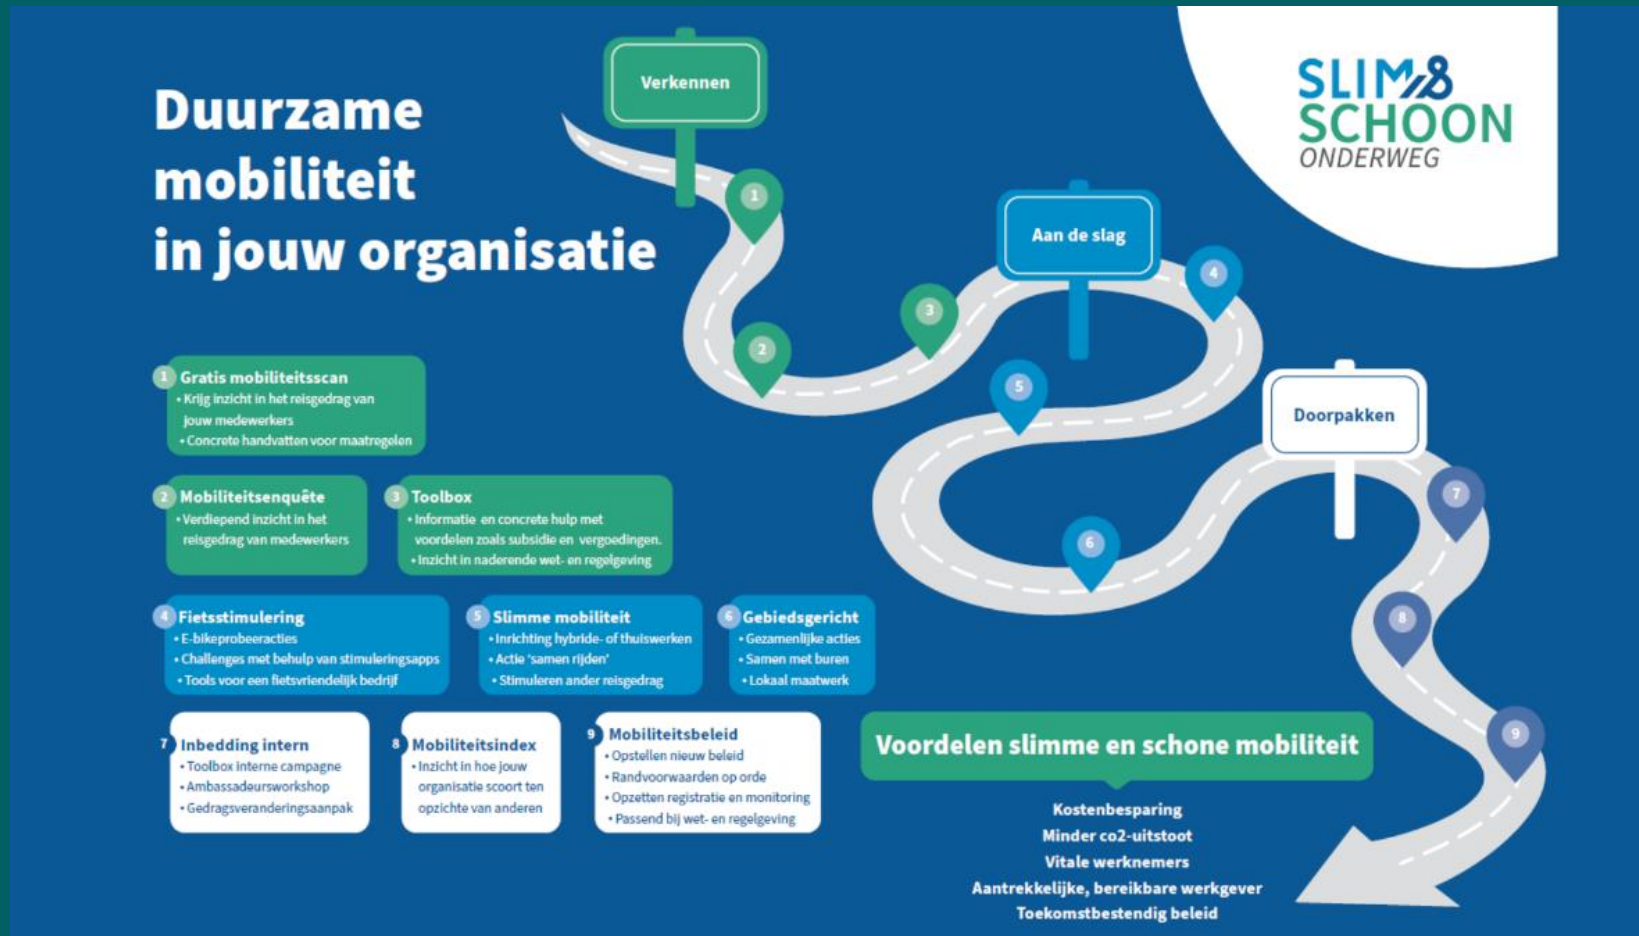 Duurzame
mobiliteit
in jouw organisatie
Verkennen
SLIM &
SCHOON
ONDERWEG
1
Aan de slag
4
3
2
5
Doorpakken
7
6
8
9
1 Gratis mobiliteitsscan
• Krijg inzicht in het reisgedrag van
jouw medewerkers
• Concrete handvatten voor maatregelen
2 Mobiliteitsenquête
• Verdiepend inzicht in het
reisgedrag van medewerkers
3 Toolbox
• Informatie en concrete hulp met
voordelen zoals subsidie en vergoedingen.
• Inzicht in naderende wet- en regelgeving
4 Fietsstimulering
• E-bikeprobeeracties
• Challenges met behulp van stimuleringsapps
• Tools voor een fietsvriendelijk bedrijf
5 Slimme mobiliteit
• Inrichting hybride- of thuiswerken
• Actie 'samen rijden'
• Stimuleren ander reisgedrag
6 Gebiedsgericht
• Gezamenlijke acties
• Samen met buren
• Lokaal maatwerk
7 Inbedding intern
• Toolbox interne campagne
• Ambassadeursworkshop
• Gedragsveranderingsaanpak
8 Mobiliteitsindex
• Inzicht in hoe jouw
organisatie scoort ten
opzichte van anderen
9 Mobiliteitsbeleid
• Opstellen nieuw beleid
• Randvoorwaarden op orde
• Opzetten registratie en monitoring
• Passend bij wet- en regelgeving
Voordelen slimme en schone mobiliteit
Kostenbesparing
Minder co2-uitstoot
Vitale werknemers
Aantrekkelijke, bereikbare werkgever
Toekomstbestendig beleid